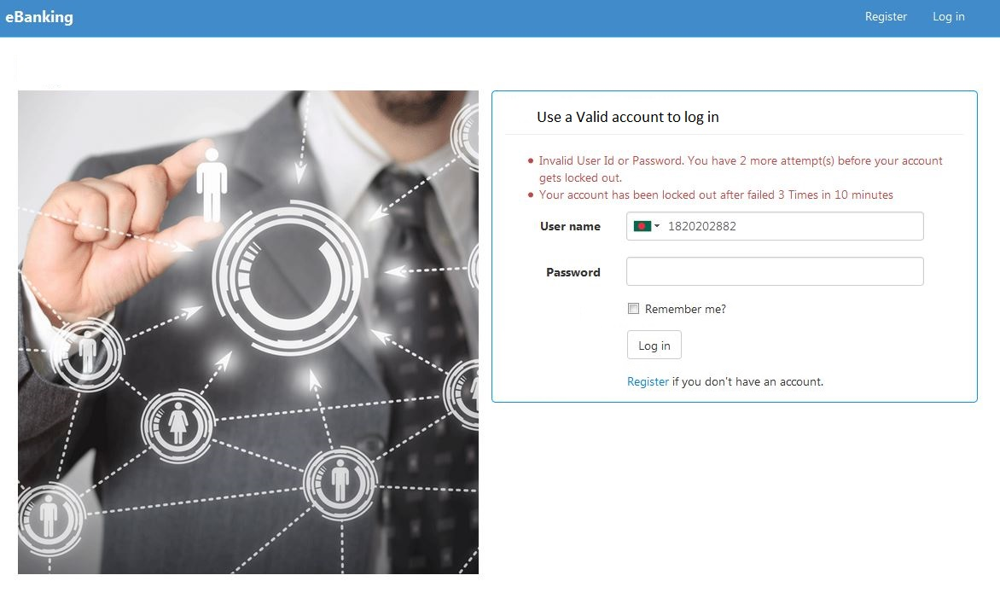 eBanking
Register
Log in
Use a Valid account to log in
Invalid User Id or Password. You have 2 more attempt(s) before your account
gets locked out.
Your account has been locked out after failed 3 Times in 10 minutes
User name
1820202882
Password
Remember me?
Log in
Register if you don't have an account.